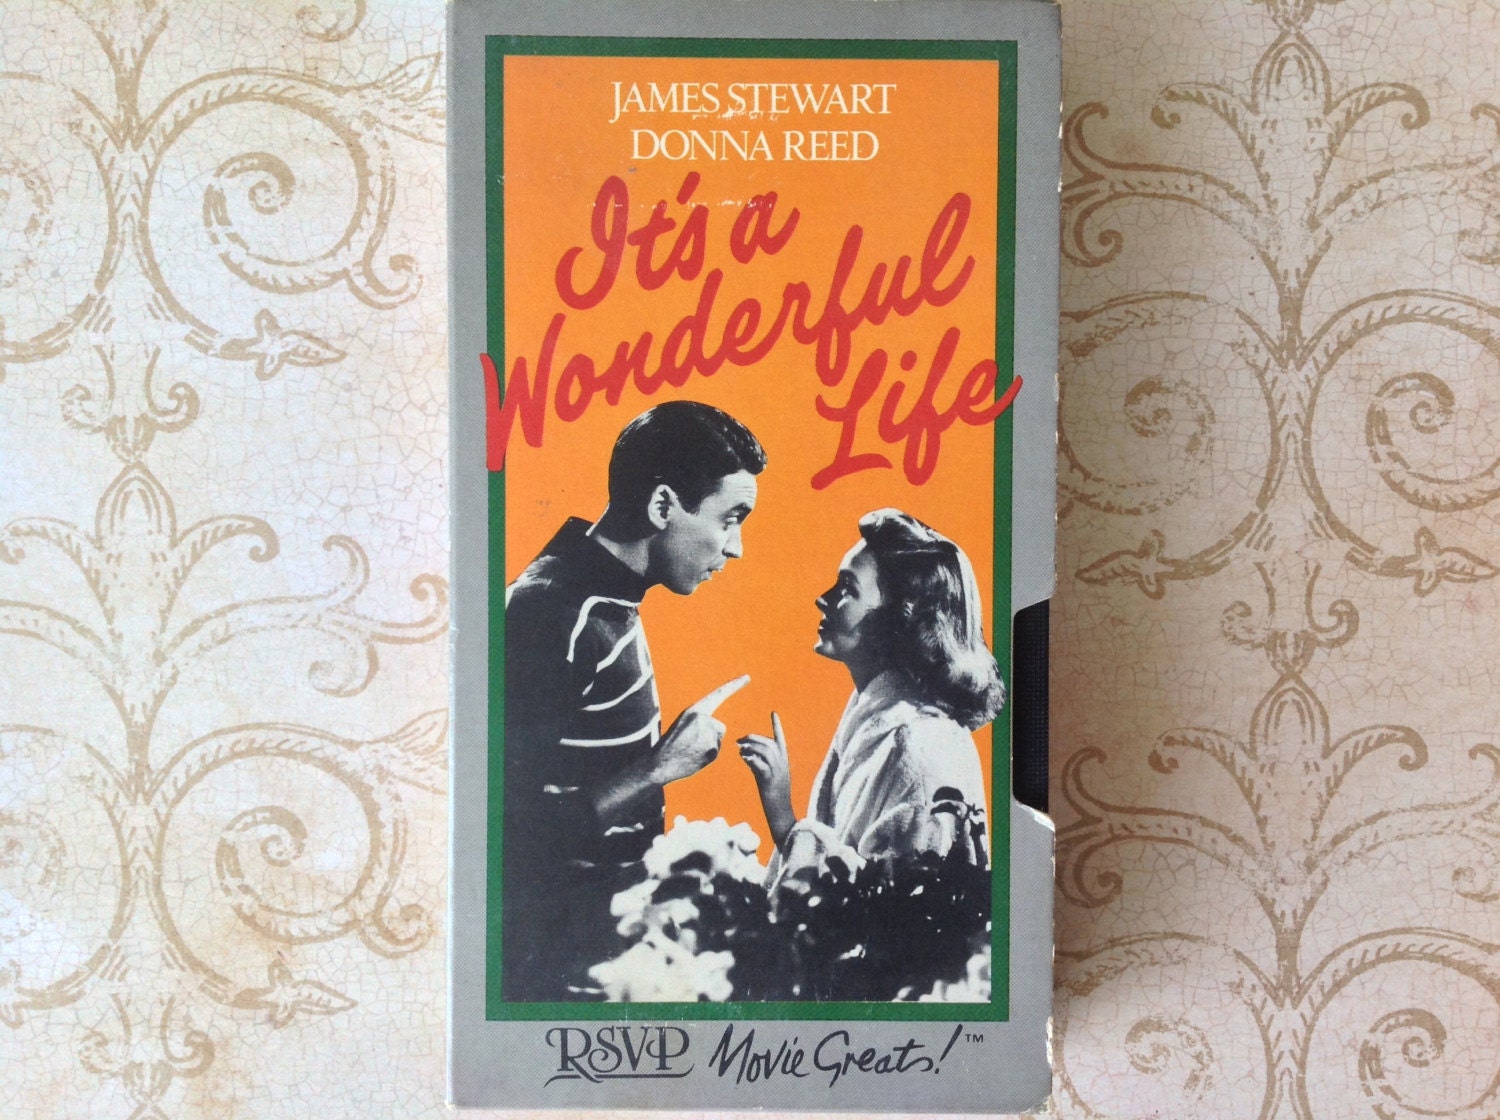 JAMES STEWART
DONNA REED
It's a
Wonderful
Life
RSVP Movie Greats! ™